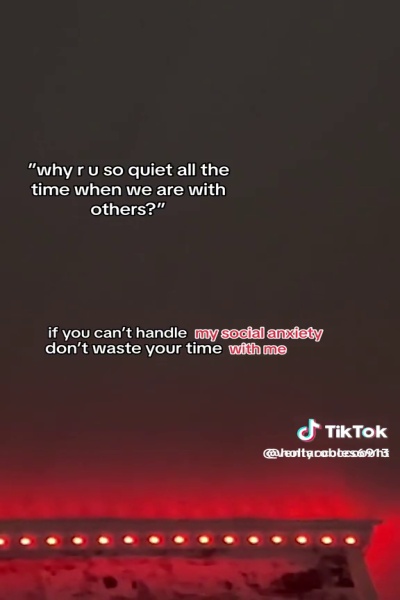 "why r u so quiet all the
time when we are with
others?"
if you can't handle my social anxiety
don't waste your time with me
TikTok